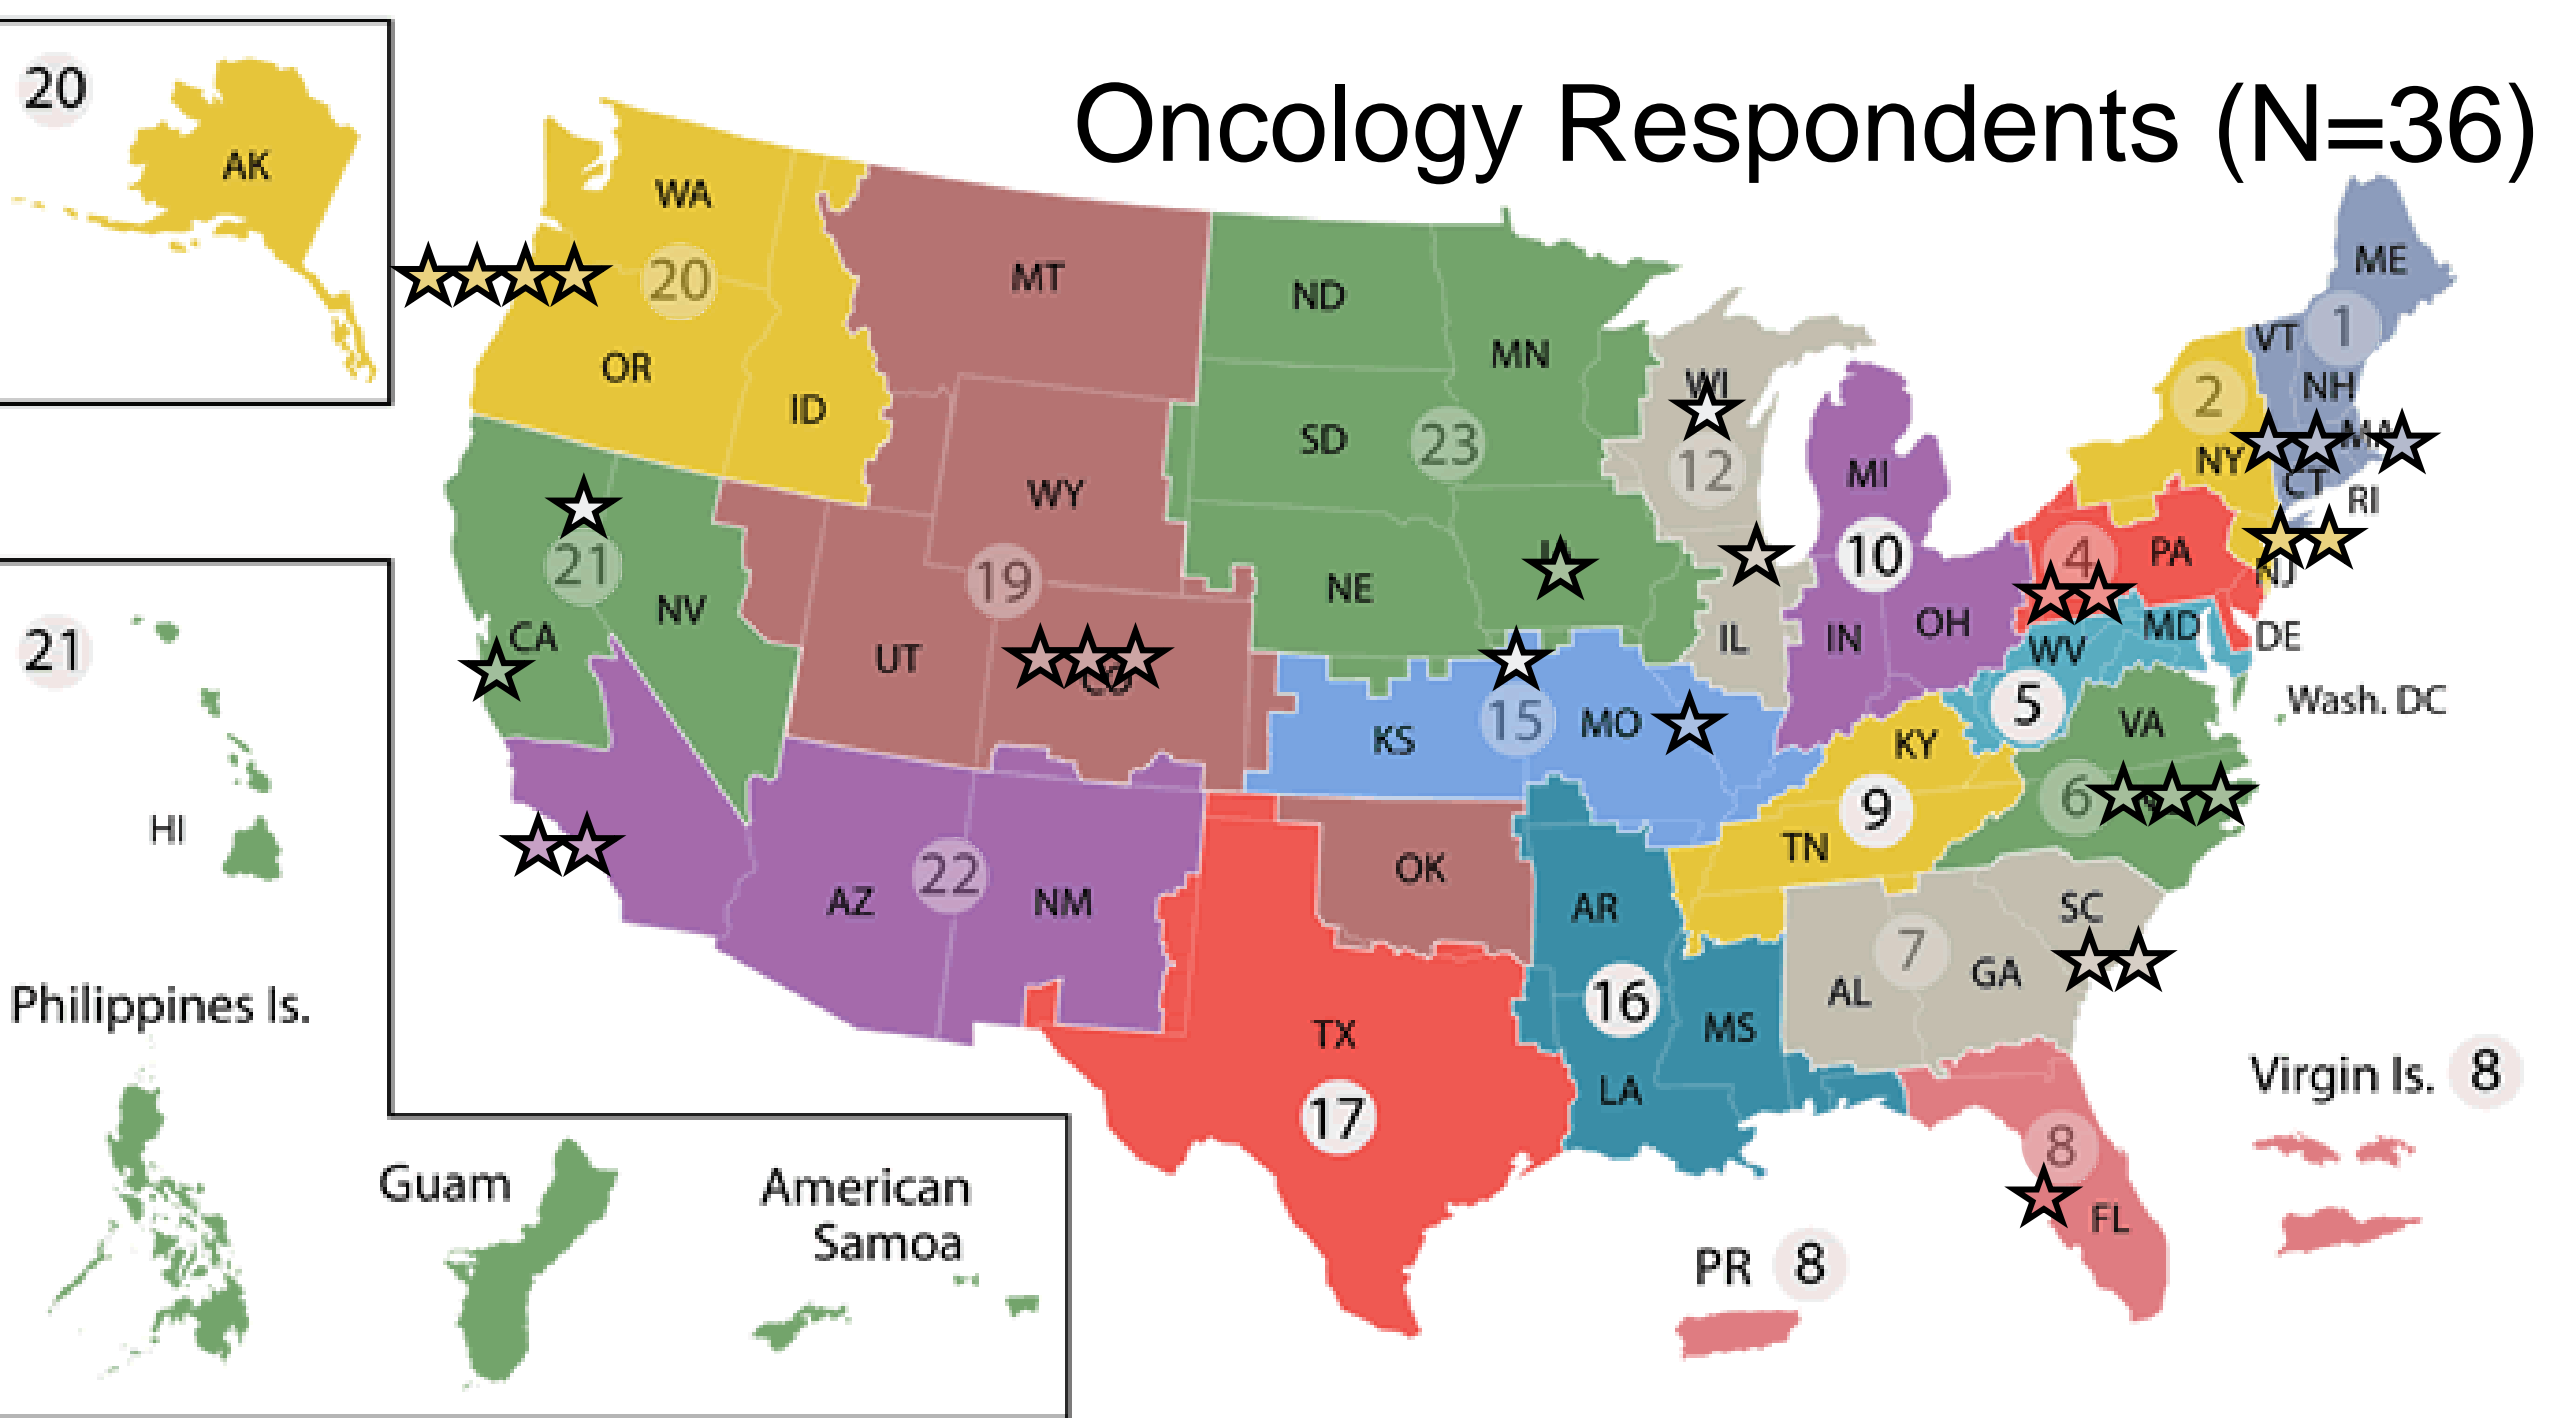 Oncology Respondents (N=36)
20
AK
WA
20
OR
ID
MT
ND
MN
WI
ME
1
VT
NH
2
NY
CT
RI
SD
23
12
MI
10
WY
19
21
NV
CA
NE
IL
IN
OH
4
PA
NJ
DE
MD
WV
5
Wash. DC
VA
UT
KS
15
MO
KY
9
TN
6
21
HI
AZ
22
NM
OK
AR
SC
7
GA
AL
16
MS
LA
TX
17
Philippines Is.
Virgin Is. 8
8
FL
Guam
American
Samoa
PR 8